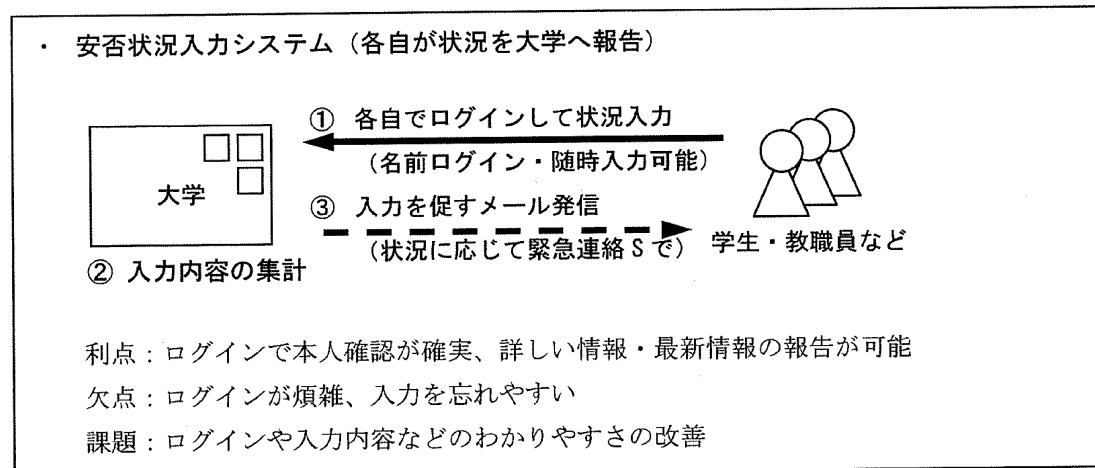 ・ 安否状況入力システム（各自が状況を大学へ報告）
① 各自でログインして状況入力
（名前ログイン・随時入力可能）
大学
③ 入力を促すメール発信
（状況に応じて緊急連絡Ｓで）
学生・教職員など
② 入力内容の集計
利点：ログインで本人確認が確実、詳しい情報・最新情報の報告が可能
欠点：ログインが煩雑、入力を忘れやすい
課題：ログインや入力内容などのわかりやすさの改善